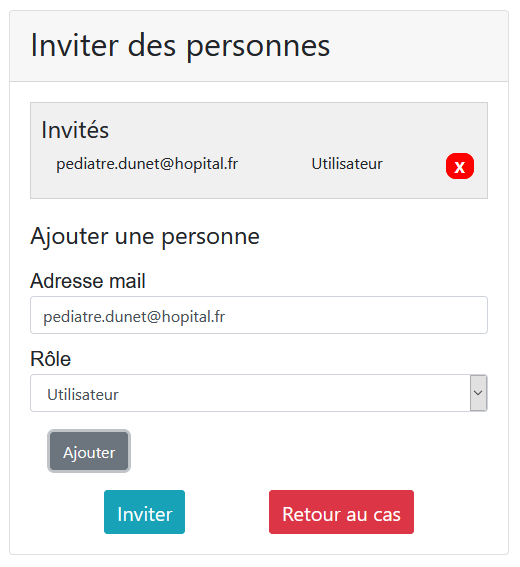 Inviter des personnes
Invités
pediatre.dunet@hopital.fr Utilisateur x
Ajouter une personne
Adresse mail
pediatre.dunet@hopital.fr
Rôle
Utilisateur
Ajouter
Inviter Retour au cas